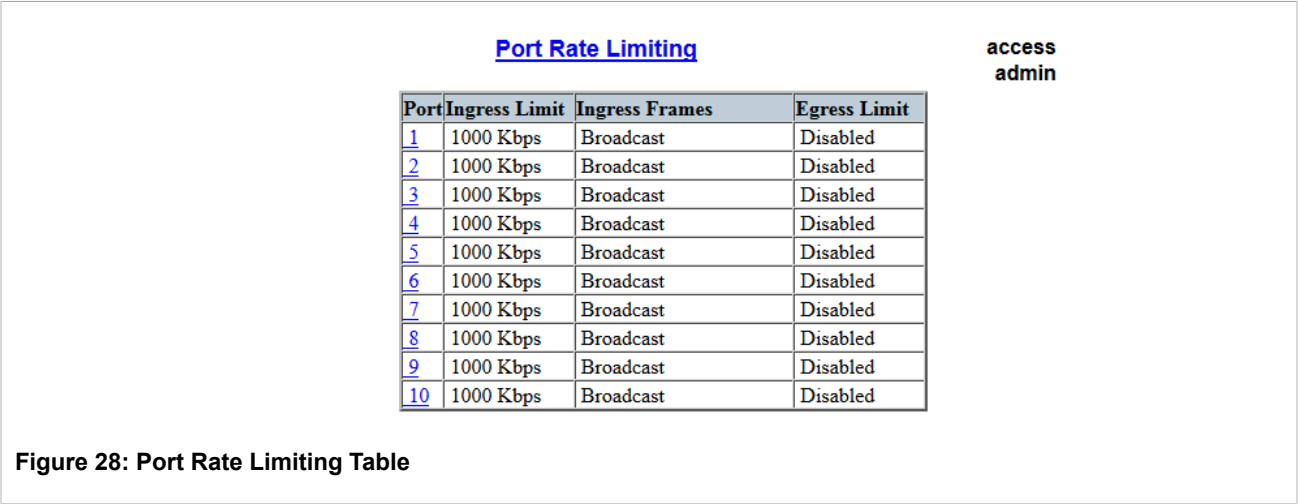 Port Rate Limiting
access
admin
Port Ingress Limit Ingress Frames Egress Limit
1 1000 Kbps Broadcast Disabled
2 1000 Kbps Broadcast Disabled
3 1000 Kbps Broadcast Disabled
4 1000 Kbps Broadcast Disabled
5 1000 Kbps Broadcast Disabled
6 1000 Kbps Broadcast Disabled
7 1000 Kbps Broadcast Disabled
8 1000 Kbps Broadcast Disabled
9 1000 Kbps Broadcast Disabled
10 1000 Kbps Broadcast Disabled
Figure 28: Port Rate Limiting Table